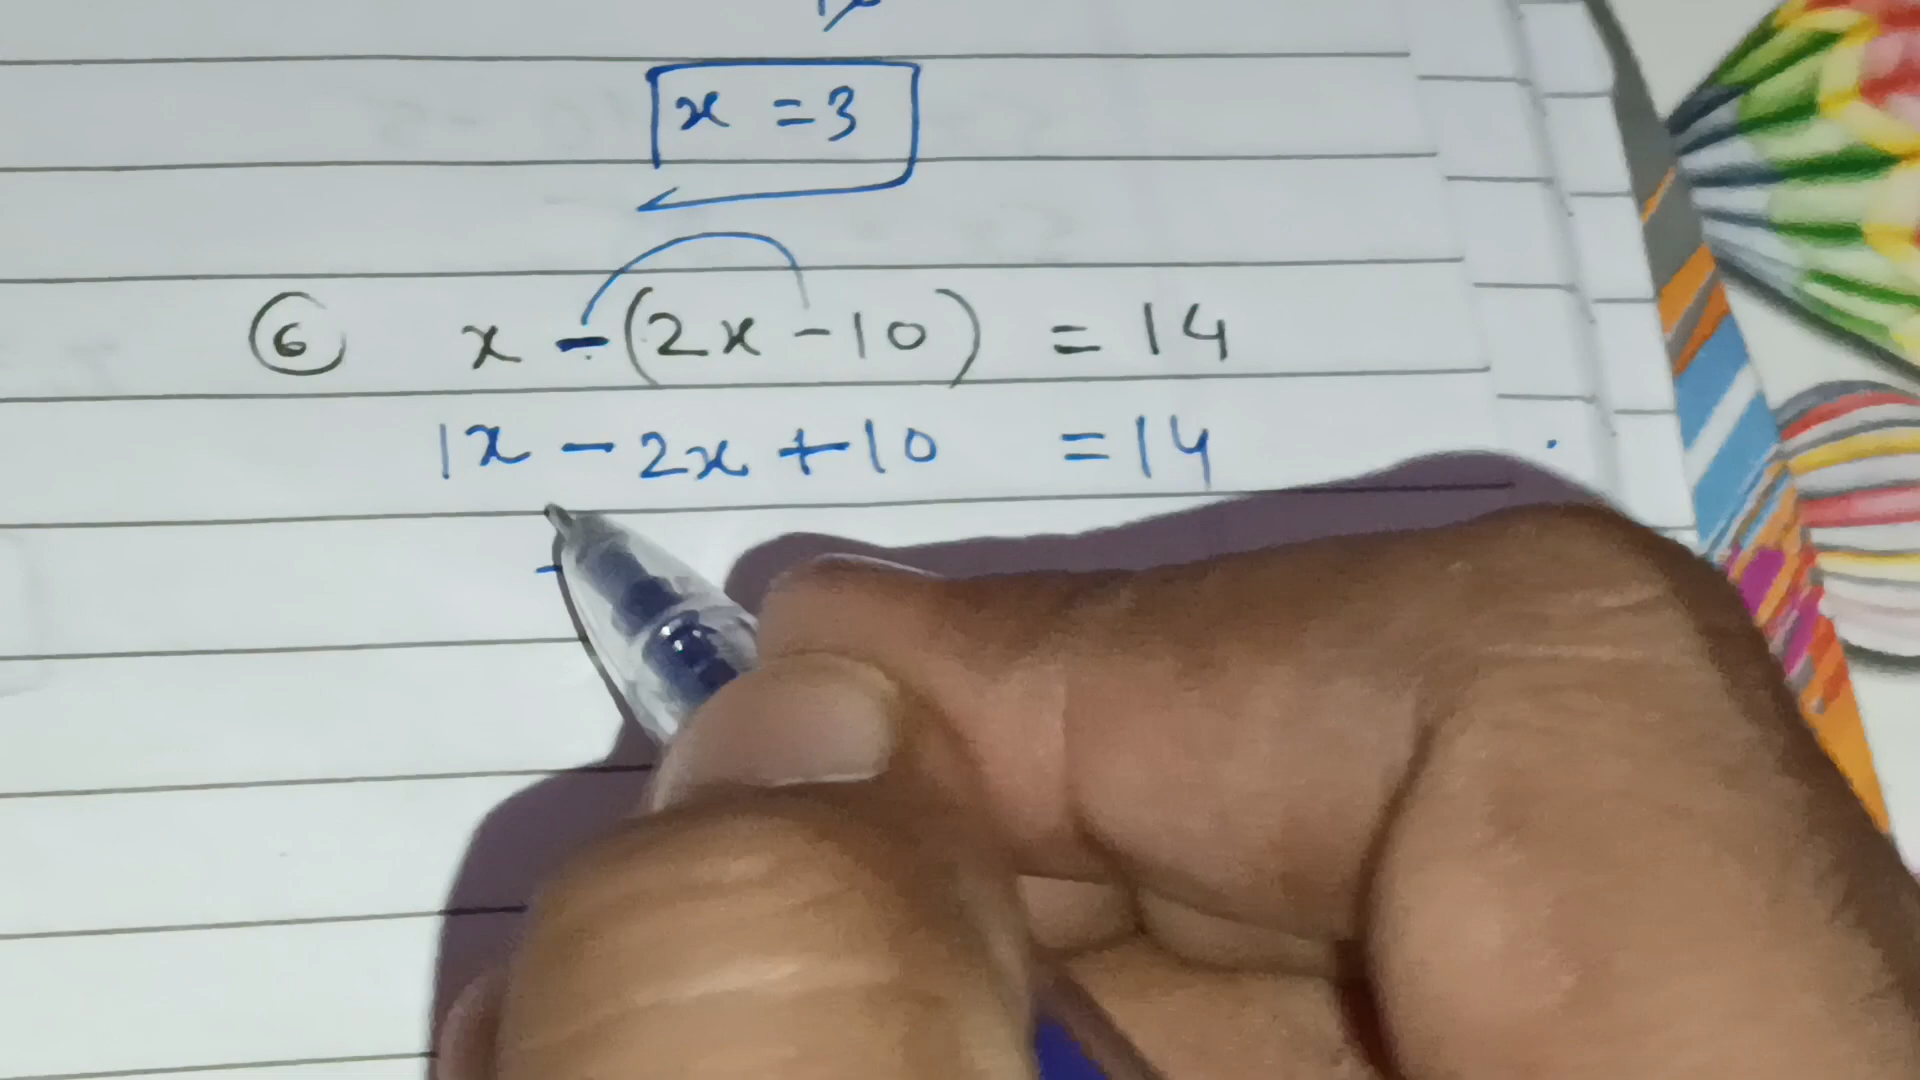 x = 3
⑥ x - (2x - 10) = 14
1x - 2x + 10 = 14
-